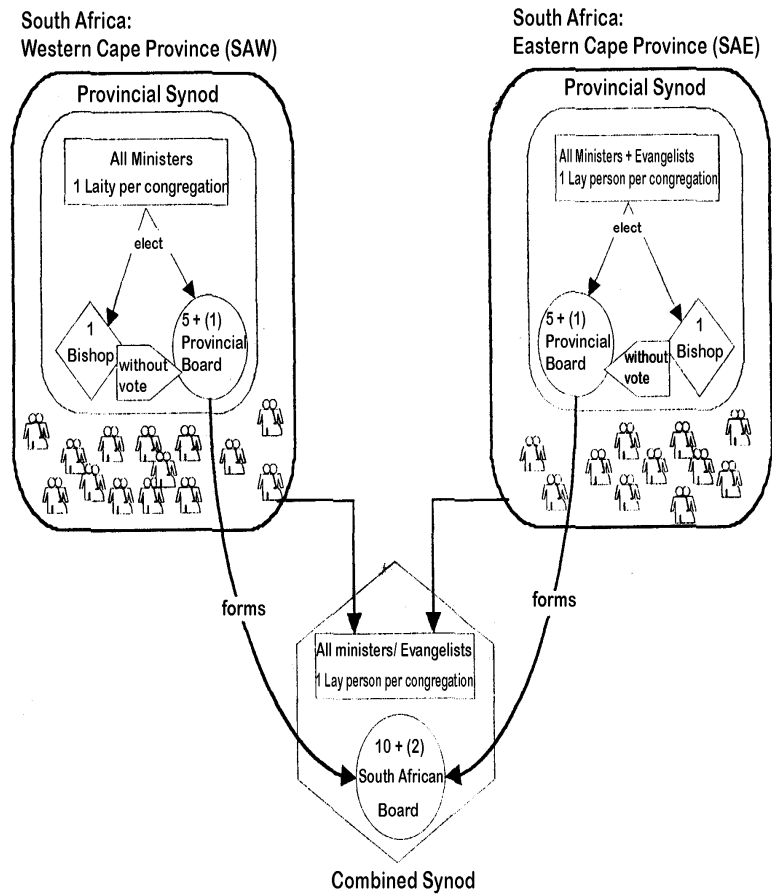 South Africa:
Western Cape Province (SAW)
Provincial Synod
All Ministers
1 Laity per congregation
elect
1
Bishop
without
vote
5 + (1)
Provincial
Board
South Africa:
Eastern Cape Province (SAE)
Provincial Synod
All Ministers + Evangelists
1 Lay person per congregation
elect
5 + (1)
Provincial
Board
without
vote
1
Bishop
forms
forms
All ministers/ Evangelists
1 Lay person per congregation
10 + (2)
South African
Board
Combined Synod